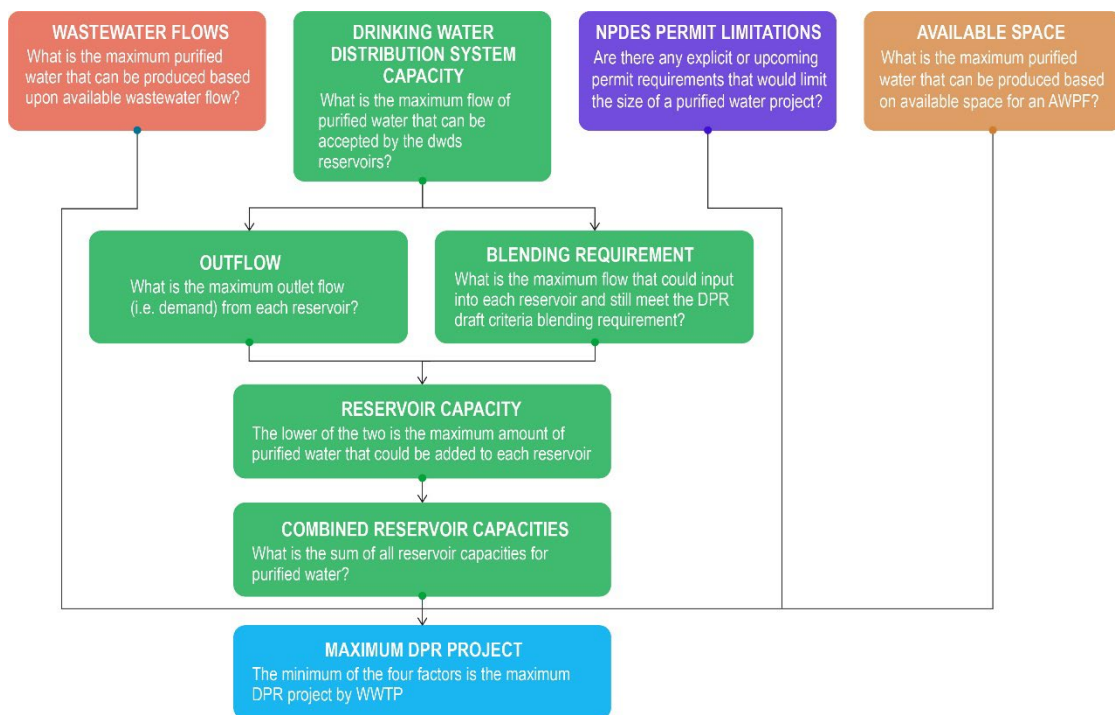 WASTEWATER FLOWS
What is the maximum purified
water that can be produced based
upon available wastewater flow?
DRINKING WATER
DISTRIBUTION SYSTEM
CAPACITY
What is the maximum flow of
purified water that can be
accepted by the dwds
reservoirs?
NPDES PERMIT LIMITATIONS
Are there any explicit or upcoming
permit requirements that would limit
the size of a purified water project?
AVAILABLE SPACE
What is the maximum purified
water that can be produced based
on available space for an AWPF?
OUTFLOW
What is the maximum outlet flow
(i.e. demand) from each reservoir?
BLENDING REQUIREMENT
What is the maximum flow that could input
into each reservoir and still meet the DPR
draft criteria blending requirement?
RESERVOIR CAPACITY
The lower of the two is the maximum amount of
purified water that could be added to each reservoir
COMBINED RESERVOIR CAPACITIES
What is the sum of all reservoir capacities for
purified water?
MAXIMUM DPR PROJECT
The minimum of the four factors is the maximum
DPR project by WWTP